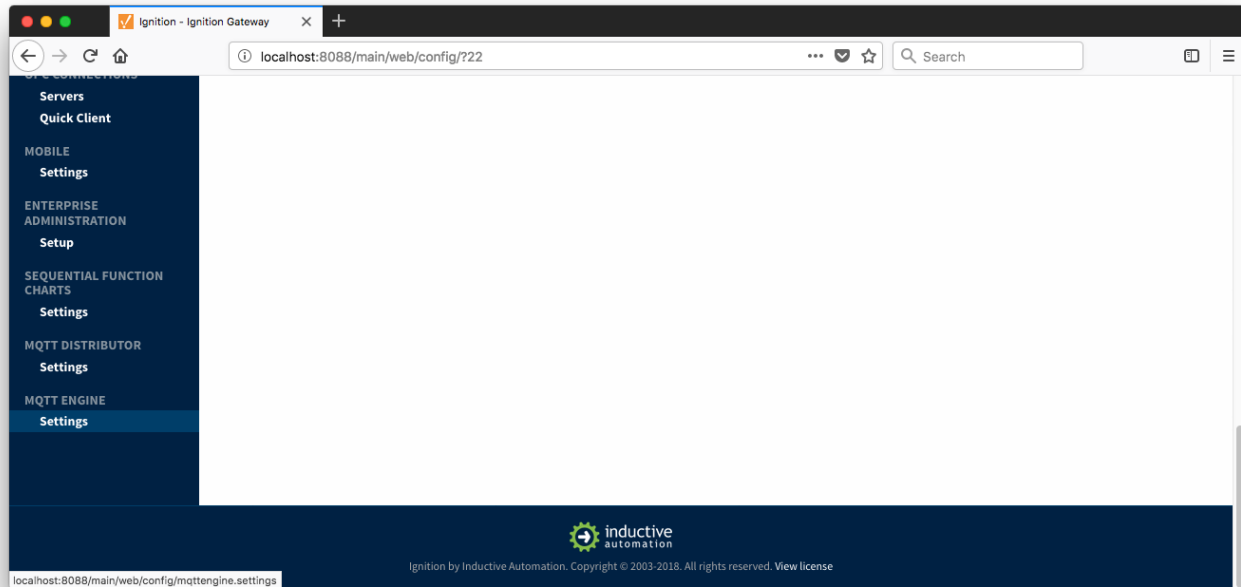 Ignition - Ignition Gateway
localhost:8088/main/web/config/?22
Search
OPC CONNECTIONS
Servers
Quick Client
MOBILE
Settings
ENTERPRISE
ADMINISTRATION
Setup
SEQUENTIAL FUNCTION
CHARTS
Settings
MQTT DISTRIBUTOR
Settings
MQTT ENGINE
Settings
inductive
automation
Ignition by Inductive Automation. Copyright © 2003-2018. All rights reserved. View license
localhost:8088/main/web/config/mqttengine.settings